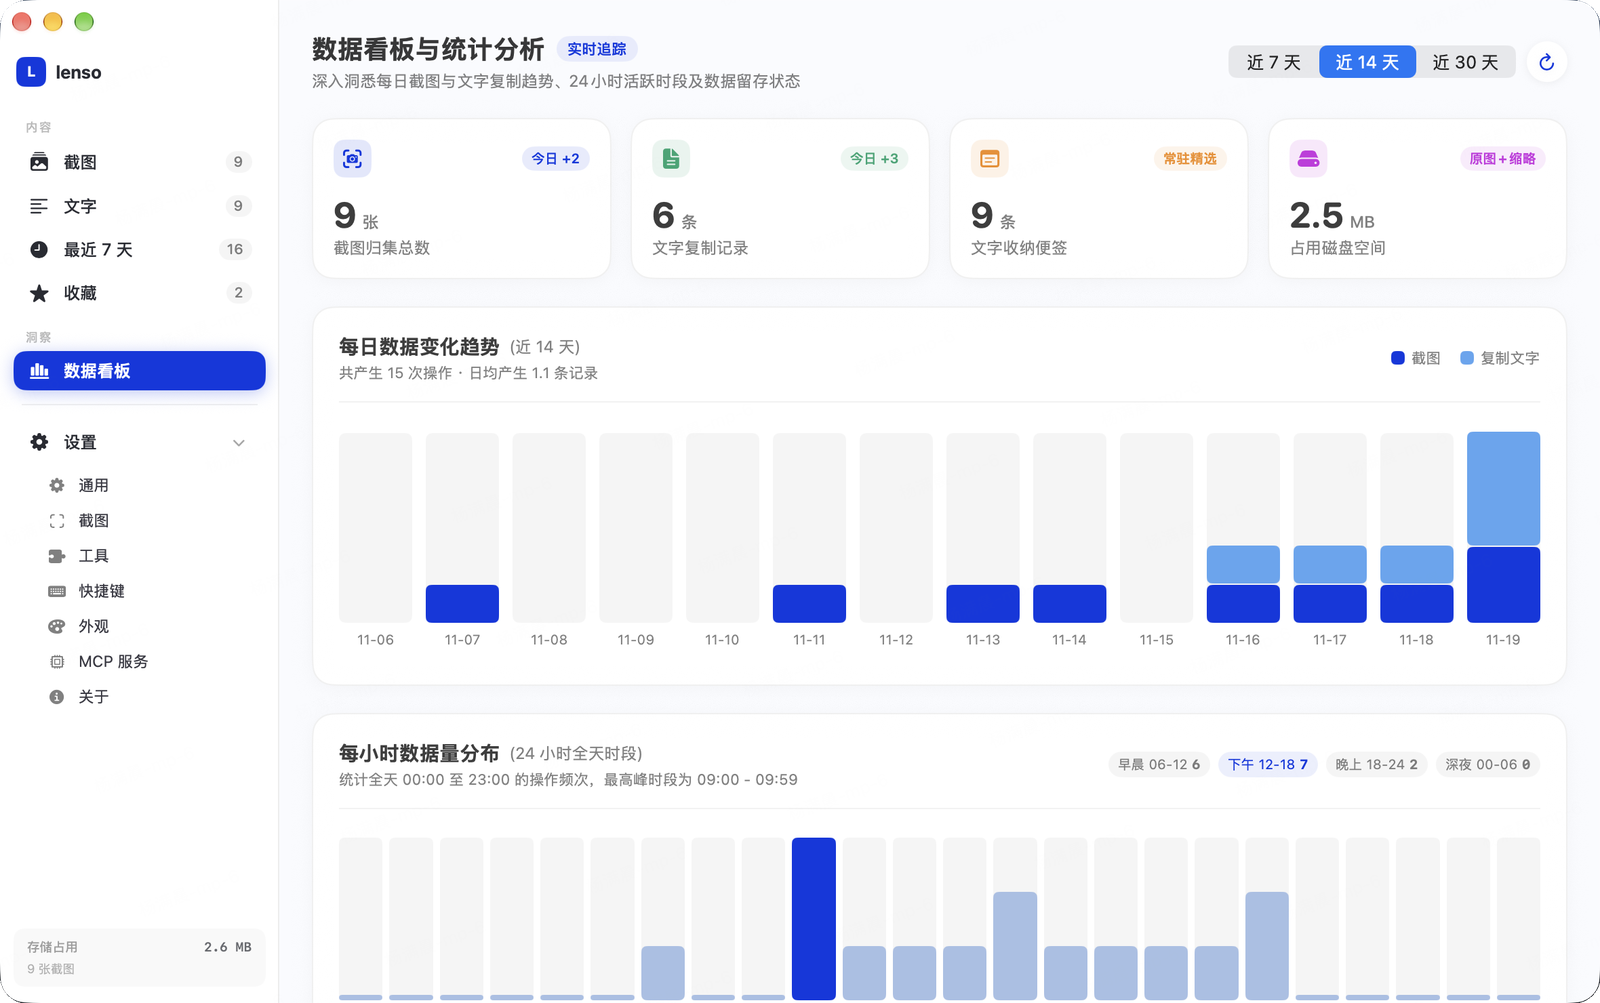 L lenso
内容
截图 9
文字 9
最近 7 天 16
收藏 2
洞察
数据看板
设置
通用
截图
工具
快捷键
外观
MCP 服务
关于
存储占用 2.6 MB
9 张截图
数据看板与统计分析 实时追踪
深入洞悉每日截图与文字复制趋势、24小时活跃时段及数据留存状态
近 7 天 近 14 天 近 30 天
今日 +2
9 张
截图归集总数
今日 +3
6 条
文字复制记录
常驻精选
9 条
文字收纳便签
原图+缩略
2.5 MB
占用磁盘空间
每日数据变化趋势 (近 14 天)
共产生 15 次操作 · 日均产生 1.1 条记录
截图 复制文字
11-06 11-07 11-08 11-09 11-10 11-11 11-12 11-13 11-14 11-15 11-16 11-17 11-18 11-19
每小时数据量分布 (24 小时全天时段)
统计全天 00:00 至 23:00 的操作频次，最高峰时段为 09:00 - 09:59
早晨 06-12 6 下午 12-18 7 晚上 18-24 2 深夜 00-06 0